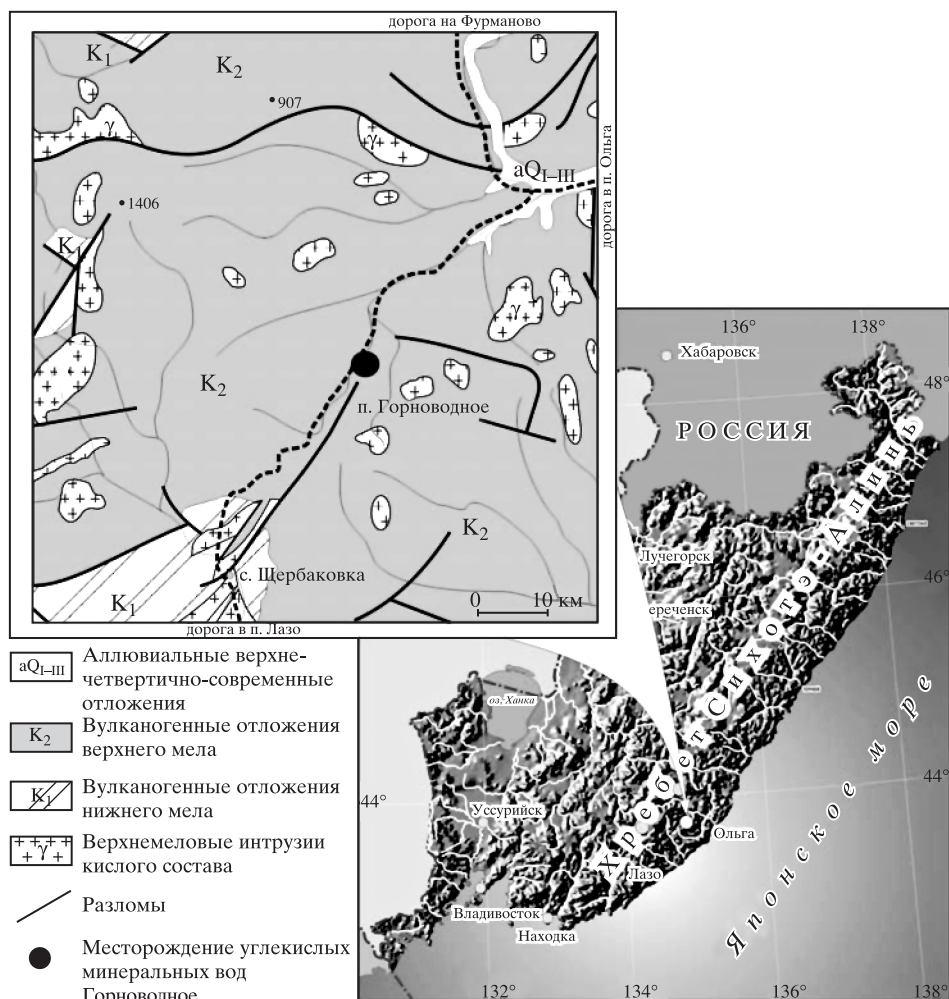 дорога на Фурманово
K₁
K₂
907
γ
γ
aQI–III
дорога в п. Ольга
1406
K₁
γ
K₂
п. Горноводное
K₂
с. Щербаковка
K₁
0 10 км
дорога в п. Лазо
136° 138°
Хабаровск
48°
РОССИЯ
Лучегорск
46°
ереченск
Хребет Сихотэ-Алинь
оз. Ханка
44°
44°
Уссурийск
Ольга
Лазо
Владивосток
Находка
Японское море
132° 134° 136° 138°
aQI–III Аллювиальные верхне-
четвертично-современные
отложения
K₂ Вулканогенные отложения
верхнего мела
K₁ Вулканогенные отложения
нижнего мела
γ Верхнемеловые интрузии
кислого состава
Разломы
Месторождение углекислых
минеральных вод
Горноводное